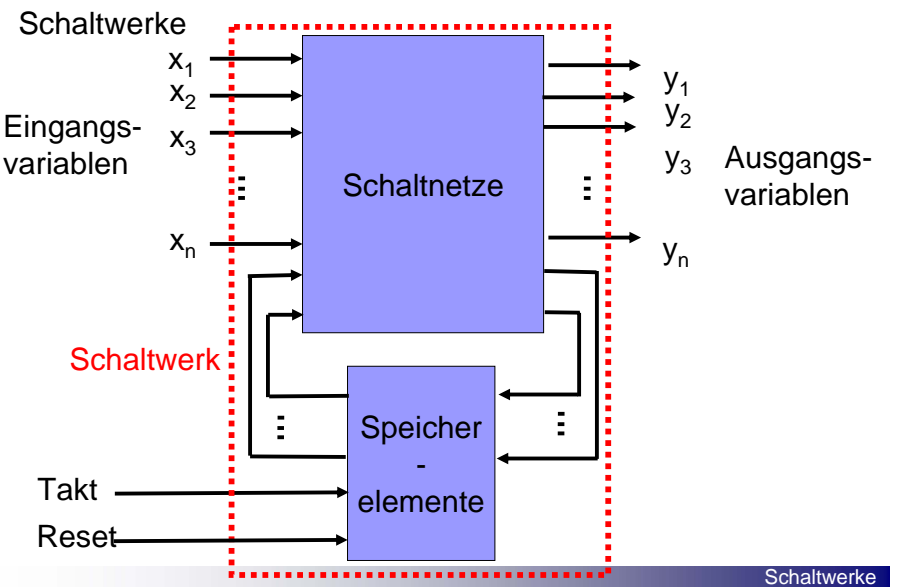 Schaltwerke
x1
x2
x3
Eingangs-
variablen
⋮
xn
Schaltnetze
⋮
y1
y2
y3
yn
Ausgangs-
variablen
Schaltwerk
⋮
Speicher
-
elemente
⋮
Takt
Reset
Schaltwerke